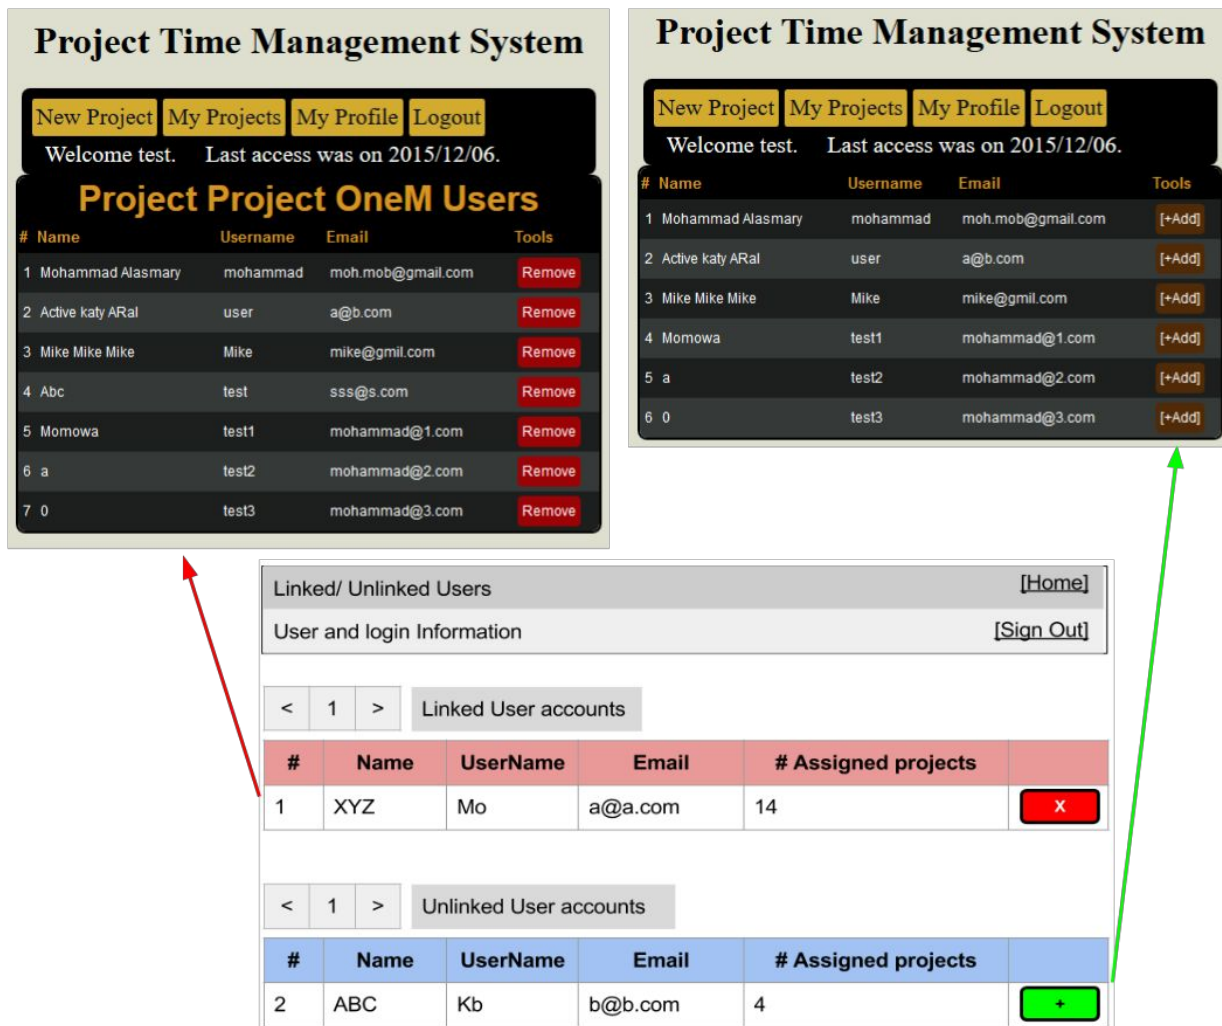 Project Time Management System
New Project My Projects My Profile Logout
Welcome test. Last access was on 2015/12/06.
Project Project OneM Users
# Name Username Email Tools
1 Mohammad Alasmary mohammad moh.mob@gmail.com Remove
2 Active katy ARal user a@b.com Remove
3 Mike Mike Mike Mike mike@gmil.com Remove
4 Abc test sss@s.com Remove
5 Momowa test1 mohammad@1.com Remove
6 a test2 mohammad@2.com Remove
7 0 test3 mohammad@3.com Remove
Project Time Management System
New Project My Projects My Profile Logout
Welcome test. Last access was on 2015/12/06.
# Name Username Email Tools
1 Mohammad Alasmary mohammad moh.mob@gmail.com [+Add]
2 Active katy ARal user a@b.com [+Add]
3 Mike Mike Mike Mike mike@gmil.com [+Add]
4 Momowa test1 mohammad@1.com [+Add]
5 a test2 mohammad@2.com [+Add]
6 0 test3 mohammad@3.com [+Add]
Linked/ Unlinked Users [Home]
User and login Information [Sign Out]
< 1 > Linked User accounts
# Name UserName Email # Assigned projects
1 XYZ Mo a@a.com 14 X
< 1 > Unlinked User accounts
# Name UserName Email # Assigned projects
2 ABC Kb b@b.com 4 +